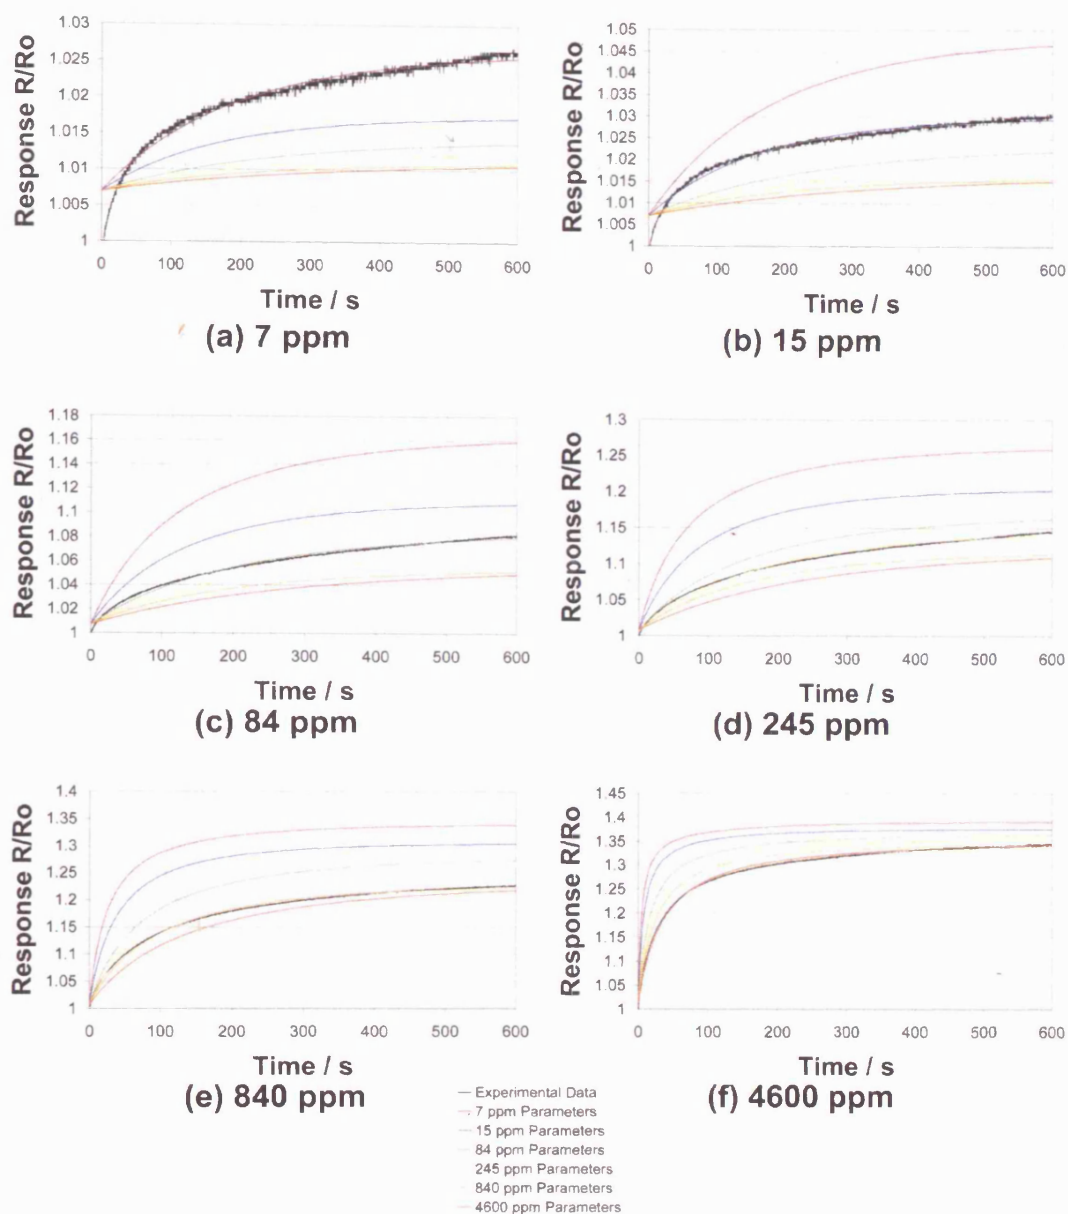 Response R/Ro
1.03
1.025
1.02
1.015
1.01
1.005
1
0 100 200 300 400 500 600
Time / s
(a) 7 ppm
Response R/Ro
1.05
1.045
1.04
1.035
1.03
1.025
1.02
1.015
1.01
1.005
1
0 100 200 300 400 500 600
Time / s
(b) 15 ppm
Response R/Ro
1.18
1.16
1.14
1.12
1.1
1.08
1.06
1.04
1.02
1
0 100 200 300 400 500 600
Time / s
(c) 84 ppm
Response R/Ro
1.3
1.25
1.2
1.15
1.1
1.05
1
0 100 200 300 400 500 600
Time / s
(d) 245 ppm
Response R/Ro
1.4
1.35
1.3
1.25
1.2
1.15
1.1
1.05
1
0 100 200 300 400 500 600
Time / s
(e) 840 ppm
Response R/Ro
1.45
1.4
1.35
1.3
1.25
1.2
1.15
1.1
1.05
1
0 100 200 300 400 500 600
Time / s
(f) 4600 ppm
Experimental Data
7 ppm Parameters
15 ppm Parameters
84 ppm Parameters
245 ppm Parameters
840 ppm Parameters
4600 ppm Parameters